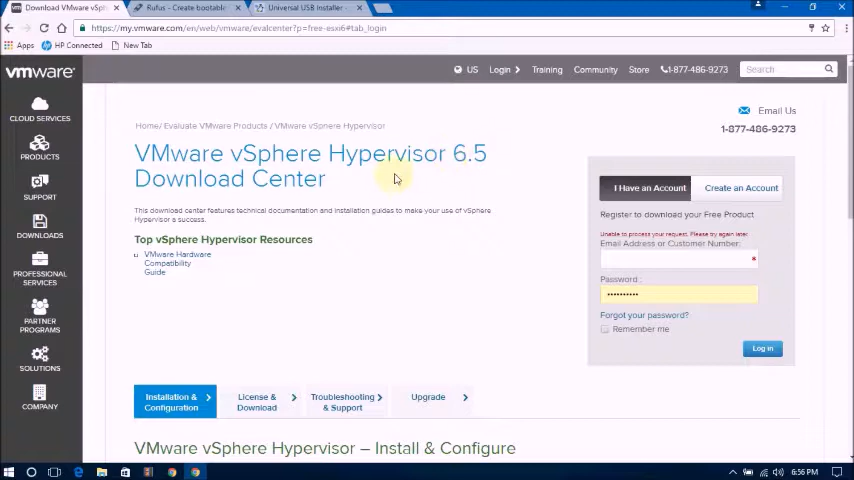 Download VMware vSp
Rufus - Create bootable
Universal USB Installer –
https://my.vmware.com/en/web/vmware/evalcenter?p=free-esxi6#tab_login
Apps
HP Connected
New Tab
vmware
US
Login
Training
Community
Store
1-877-486-9273
Search
CLOUD SERVICES
PRODUCTS
SUPPORT
DOWNLOADS
PROFESSIONAL
SERVICES
PARTNER
PROGRAMS
SOLUTIONS
COMPANY
Home/ Evaluate VMware Products / VMware vSphere Hypervisor
Email Us
1-877-486-9273
VMware vSphere Hypervisor 6.5
Download Center
This download center features technical documentation and installation guides to make your use of vSphere
Hypervisor a success.
Top vSphere Hypervisor Resources
VMware Hardware
Compatibility
Guide
I Have an Account
Create an Account
Register to download your Free Product
Unable to process your request. Please try again later.
Email Address or Customer Number:
*
Password :
••••••••••
Forgot your password?
Remember me
Log in
Installation &
Configuration
License &
Download
Troubleshooting
& Support
Upgrade
VMware vSphere Hypervisor – Install & Configure
6:56 PM